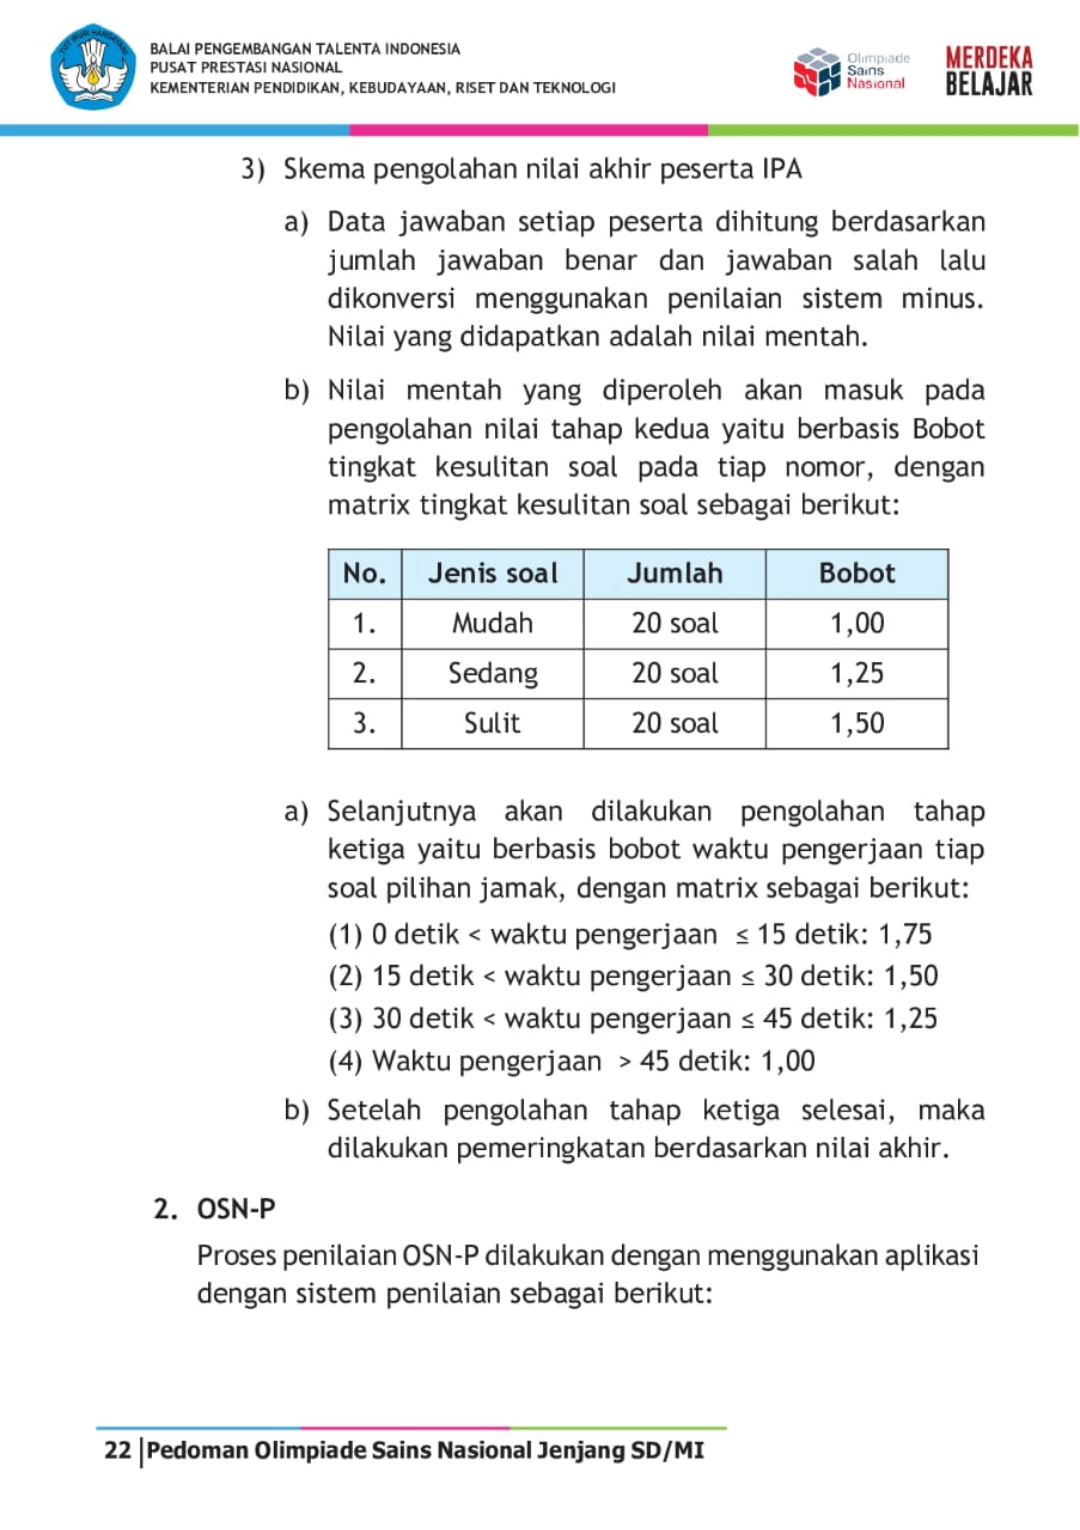 TUT WURI HANDAYANI
BALAI PENGEMBANGAN TALENTA INDONESIA
PUSAT PRESTASI NASIONAL
KEMENTERIAN PENDIDIKAN, KEBUDAYAAN, RISET DAN TEKNOLOGI
Olimpiade
Sains
Nasional
MERDEKA
BELAJAR
3) Skema pengolahan nilai akhir peserta IPA
a) Data jawaban setiap peserta dihitung berdasarkan
jumlah jawaban benar dan jawaban salah lalu
dikonversi menggunakan penilaian sistem minus.
Nilai yang didapatkan adalah nilai mentah.
b) Nilai mentah yang diperoleh akan masuk pada
pengolahan nilai tahap kedua yaitu berbasis Bobot
tingkat kesulitan soal pada tiap nomor, dengan
matrix tingkat kesulitan soal sebagai berikut:
No. Jenis soal Jumlah Bobot
1. Mudah 20 soal 1,00
2. Sedang 20 soal 1,25
3. Sulit 20 soal 1,50
a) Selanjutnya akan dilakukan pengolahan tahap
ketiga yaitu berbasis bobot waktu pengerjaan tiap
soal pilihan jamak, dengan matrix sebagai berikut:
(1) 0 detik < waktu pengerjaan ≤ 15 detik: 1,75
(2) 15 detik < waktu pengerjaan ≤ 30 detik: 1,50
(3) 30 detik < waktu pengerjaan ≤ 45 detik: 1,25
(4) Waktu pengerjaan > 45 detik: 1,00
b) Setelah pengolahan tahap ketiga selesai, maka
dilakukan pemeringkatan berdasarkan nilai akhir.
2. OSN-P
Proses penilaian OSN-P dilakukan dengan menggunakan aplikasi
dengan sistem penilaian sebagai berikut:
22 |Pedoman Olimpiade Sains Nasional Jenjang SD/MI